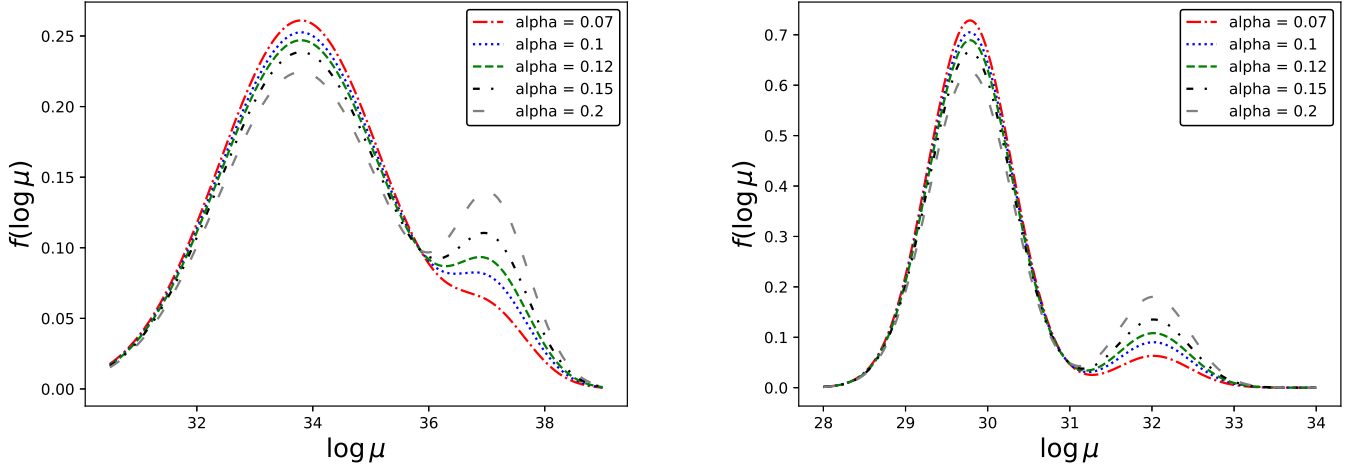 alpha = 0.07
alpha = 0.1
alpha = 0.12
alpha = 0.15
alpha = 0.2
0.25
0.20
0.15
0.10
0.05
0.00
f(log μ)
32
34
36
38
log μ
alpha = 0.07
alpha = 0.1
alpha = 0.12
alpha = 0.15
alpha = 0.2
0.7
0.6
0.5
0.4
0.3
0.2
0.1
0.0
f(log μ)
28
29
30
31
32
33
34
log μ